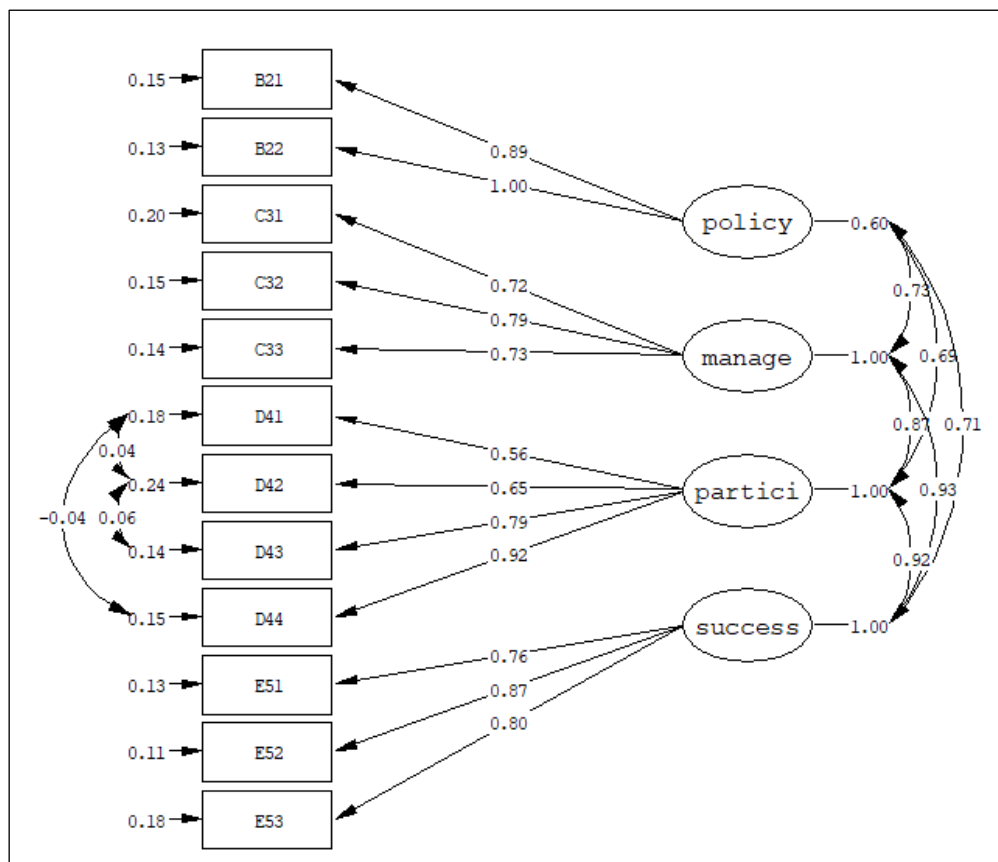 0.15 B21
0.13 B22
0.89
1.00
0.20 C31
policy 0.60
0.15 C32
0.72
0.73
0.79
0.14 C33
0.73
manage 1.00 0.69
0.18 D41
0.04
0.56
0.87 0.71
0.24 D42
0.65
partici 1.00 0.93
-0.04 0.06
0.79
0.14 D43
0.92
0.92
0.15 D44
success 1.00
0.76
0.13 E51
0.87
0.80
0.11 E52
0.18 E53